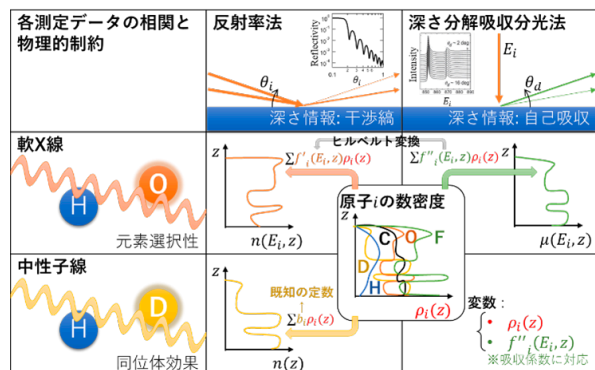 各測定データの相関と
物理的制約
反射率法
Reflectivity
θi
θi
深さ情報: 干渉縞
深さ分解吸収分光法
Intensity
Ei
Ei
θd
深さ情報: 自己吸収
軟X線
H
O
元素選択性
ヒルベルト変換
∑f′i(Ei,z)ρi(z)
∑f″i(Ei,z)ρi(z)
z
n(Ei,z)
原子iの数密度
z
C
O
F
D
H
ρi(z)
z
μ(Ei,z)
中性子線
H
D
同位体効果
z
n(z)
既知の定数
∑biρi(z)
変数:
• ρi(z)
• f″i(Ei,z)
※吸収係数に対応